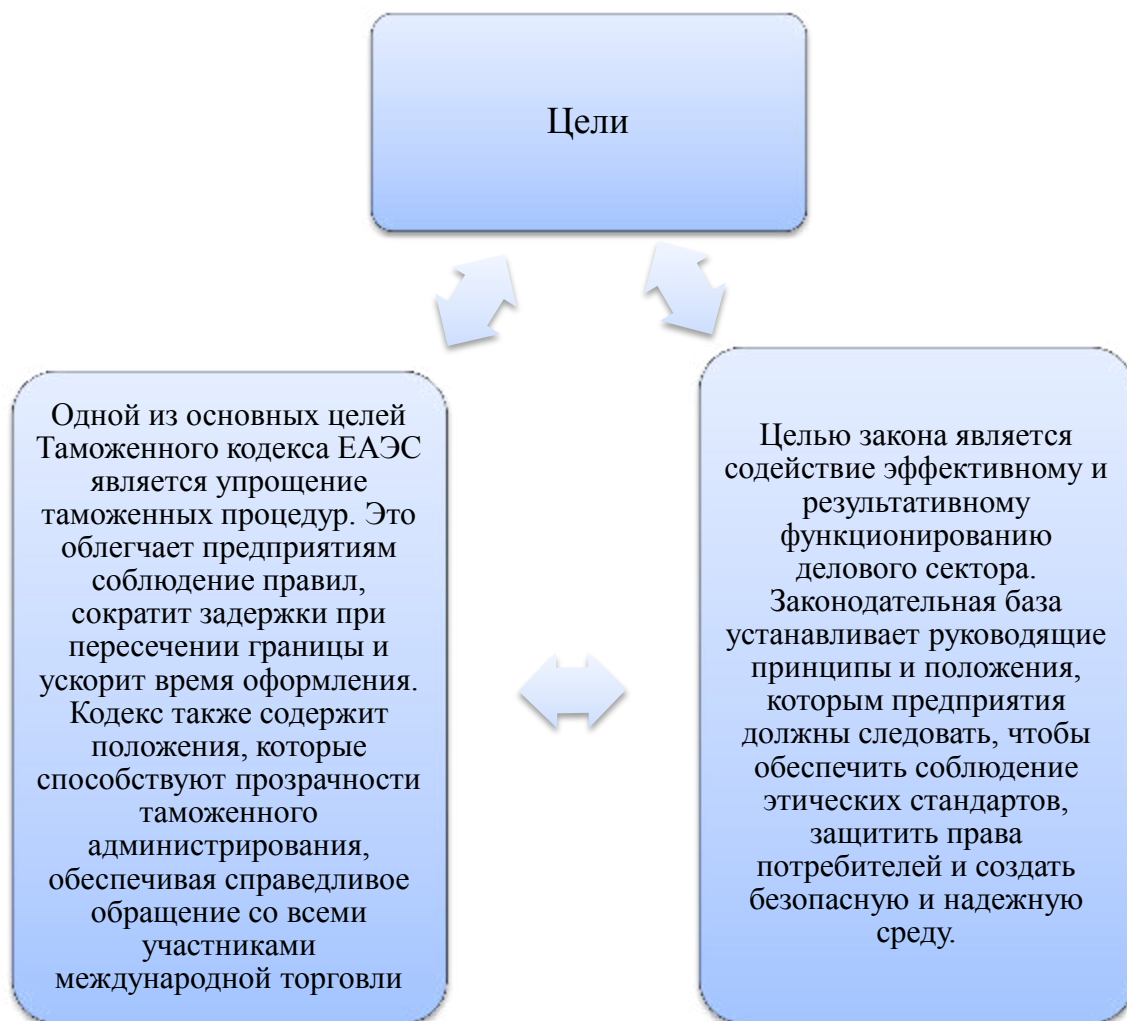 Цели
Одной из основных целей
Таможенного кодекса ЕАЭС
является упрощение
таможенных процедур. Это
облегчает предприятиям
соблюдение правил,
сократит задержки при
пересечении границы и
ускорит время оформления.
Кодекс также содержит
положения, которые
способствуют прозрачности
таможенного
администрирования,
обеспечивая справедливое
обращение со всеми
участниками
международной торговли
Целью закона является
содействие эффективному и
результативному
функционированию
делового сектора.
Законодательная база
устанавливает руководящие
принципы и положения,
которым предприятия
должны следовать, чтобы
обеспечить соблюдение
этических стандартов,
защитить права
потребителей и создать
безопасную и надежную
среду.